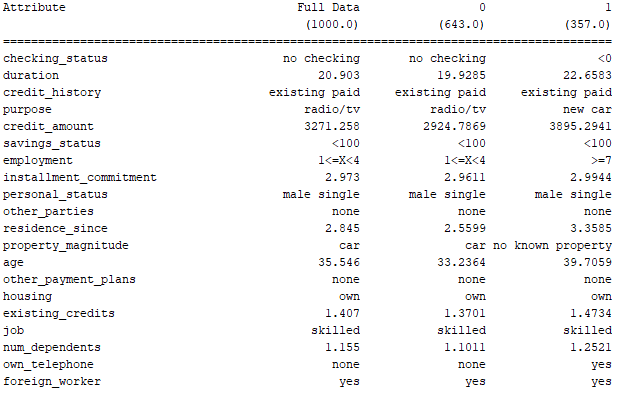 Attribute Full Data 0 1
(1000.0) (643.0) (357.0)
================================================================================
checking_status no checking no checking <0
duration 20.903 19.9285 22.6583
credit_history existing paid existing paid existing paid
purpose radio/tv radio/tv new car
credit_amount 3271.258 2924.7869 3895.2941
savings_status <100 <100 <100
employment 1<=X<4 1<=X<4 >=7
installment_commitment 2.973 2.9611 2.9944
personal_status male single male single male single
other_parties none none none
residence_since 2.845 2.5599 3.3585
property_magnitude car car no known property
age 35.546 33.2364 39.7059
other_payment_plans none none none
housing own own own
existing_credits 1.407 1.3701 1.4734
job skilled skilled skilled
num_dependents 1.155 1.1011 1.2521
own_telephone none none yes
foreign_worker yes yes yes